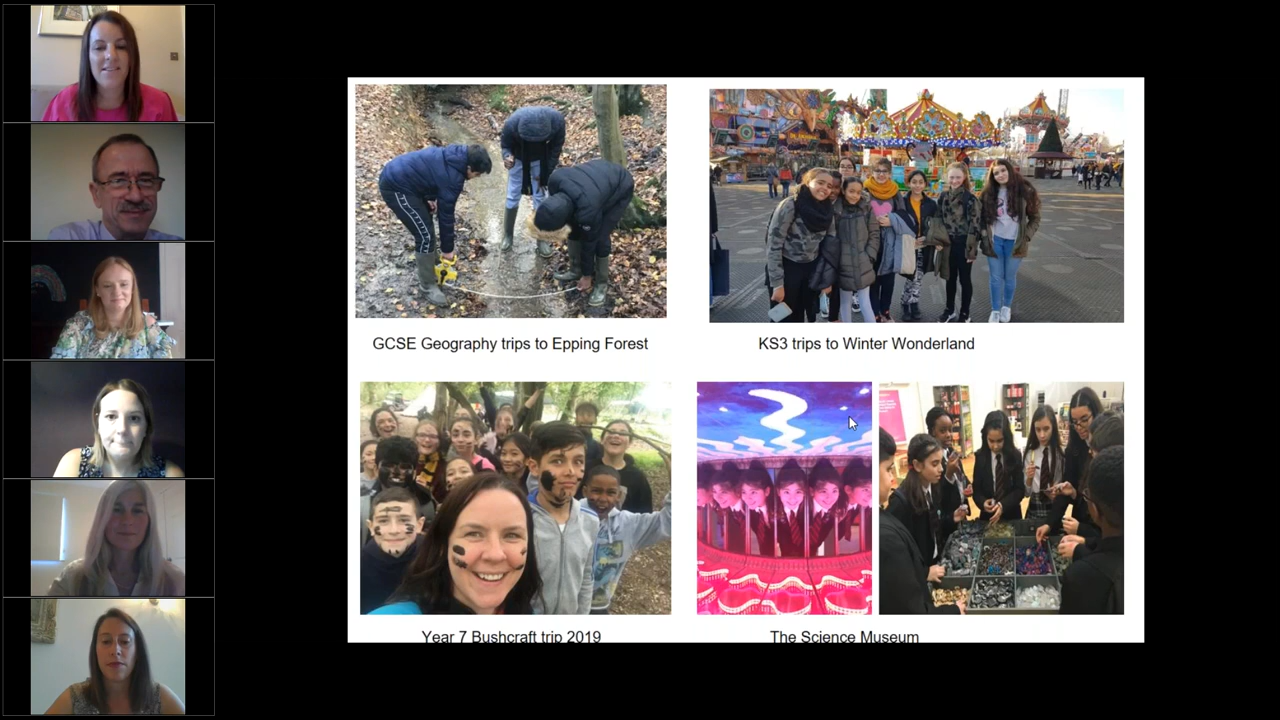 GCSE Geography trips to Epping Forest
KS3 trips to Winter Wonderland
Year 7 Bushcraft trip 2019
The Science Museum